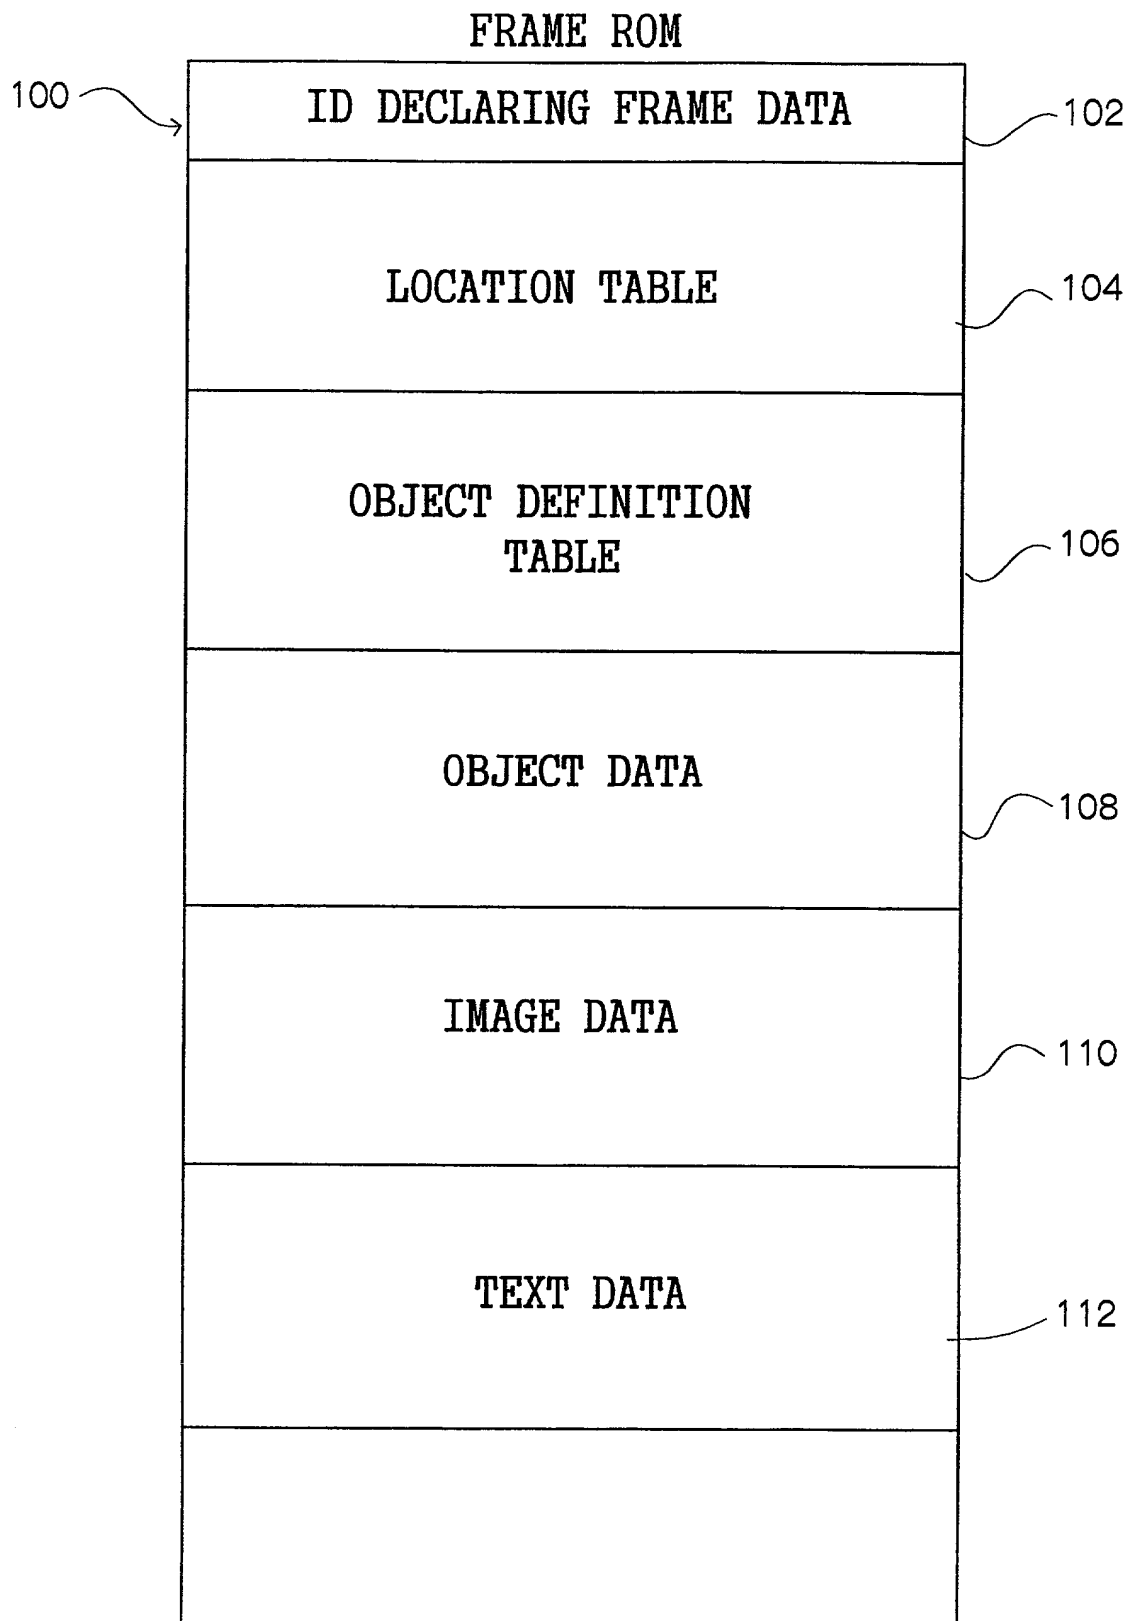 FRAME ROM
100
ID DECLARING FRAME DATA
102
LOCATION TABLE
104
OBJECT DEFINITION
TABLE
106
OBJECT DATA
108
IMAGE DATA
110
TEXT DATA
112